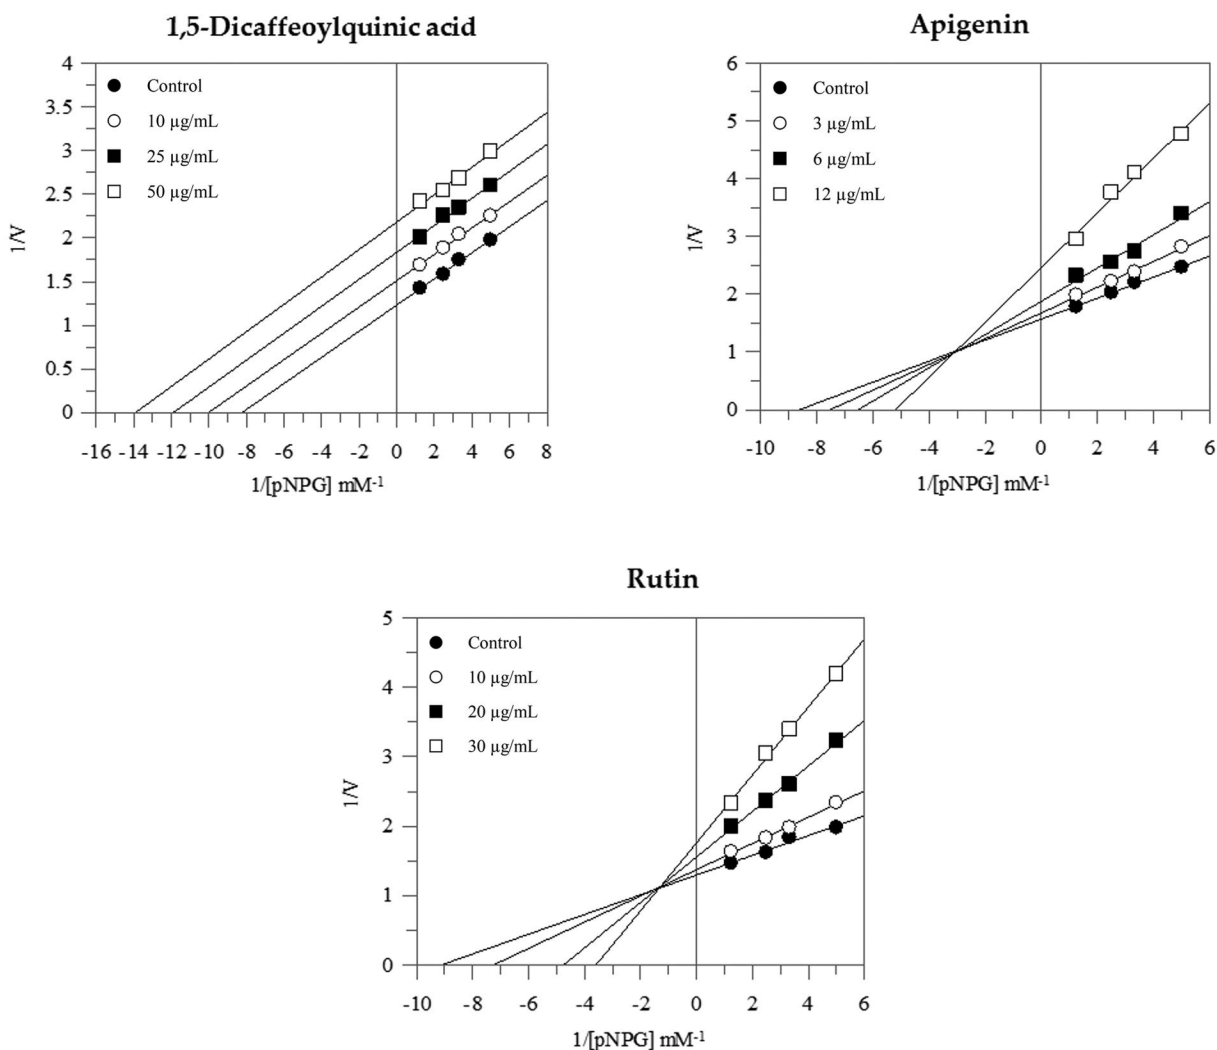 1,5-Dicaffeoylquinic acid
4
3.5
3
2.5
2
1.5
1
0.5
0
1/V
Control
10 µg/mL
25 µg/mL
50 µg/mL
-16 -14 -12 -10 -8 -6 -4 -2 0 2 4 6 8
1/[pNPG] mM-1
Apigenin
6
5
4
3
2
1
0
1/V
Control
3 µg/mL
6 µg/mL
12 µg/mL
-10 -8 -6 -4 -2 0 2 4 6
1/[pNPG] mM-1
Rutin
5
4
3
2
1
0
1/V
Control
10 µg/mL
20 µg/mL
30 µg/mL
-10 -8 -6 -4 -2 0 2 4 6
1/[pNPG] mM-1